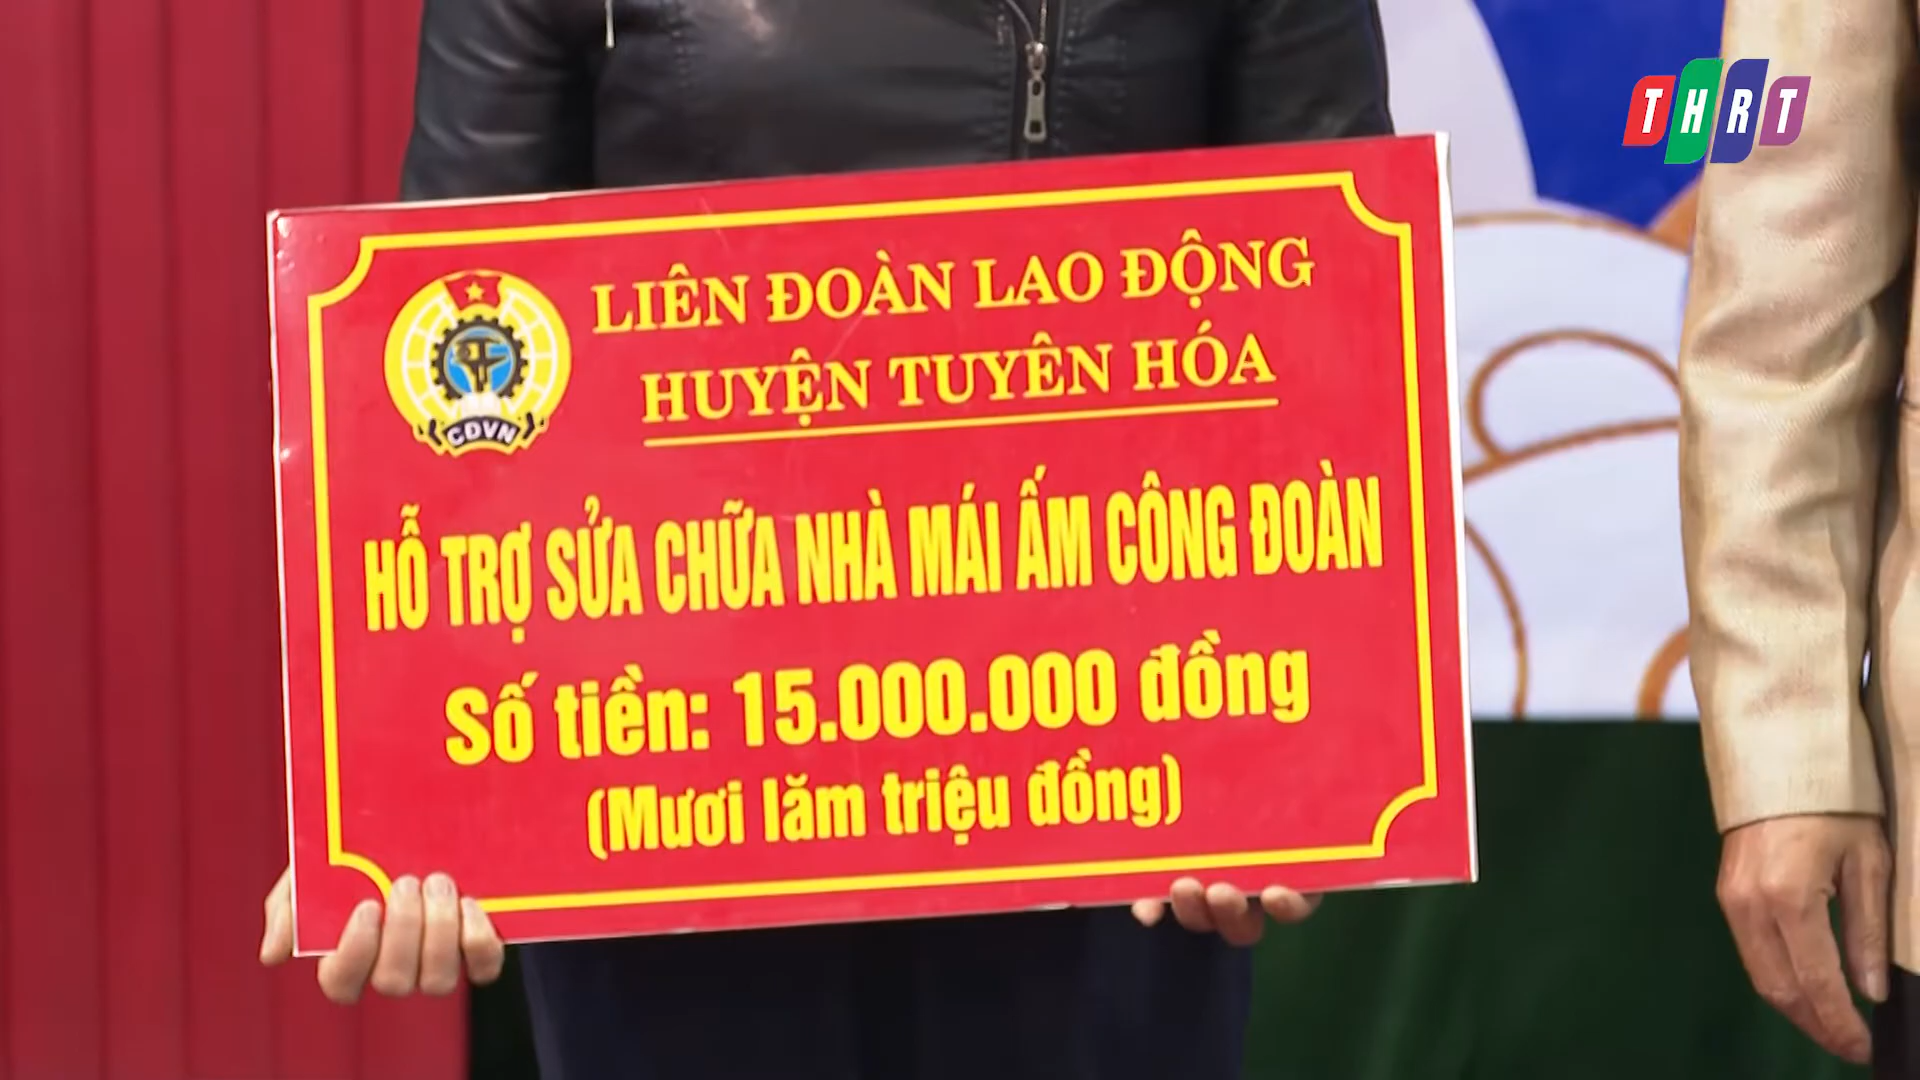 THRT
LIÊN ĐOÀN LAO ĐỘNG
HUYỆN TUYÊN HÓA
CĐVN
HỖ TRỢ SỬA CHỮA NHÀ MÁI ẤM CÔNG ĐOÀN
Số tiền: 15.000.000 đồng
(Mươi lăm triệu đồng)